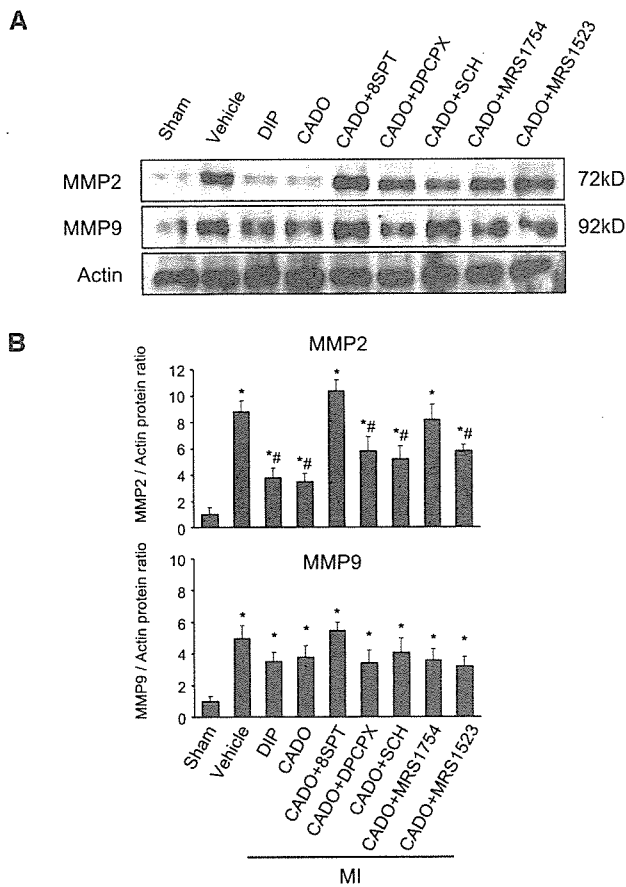 A
Sham
Vehicle
DIP
CADO
CADO+8SPT
CADO+DPCPX
CADO+SCH
CADO+MRS1754
CADO+MRS1523
MMP2
72kD
MMP9
92kD
Actin
B
MMP2
MMP2 / Actin protein ratio
12
10
8
6
4
2
0
*
*#
*#
*
*#
*#
*
*#
MMP9
MMP9 / Actin protein ratio
10
8
6
4
2
0
*
*
*
*
*
*
*
*
Sham
Vehicle
DIP
CADO
CADO+8SPT
CADO+DPCPX
CADO+SCH
CADO+MRS1754
CADO+MRS1523
MI